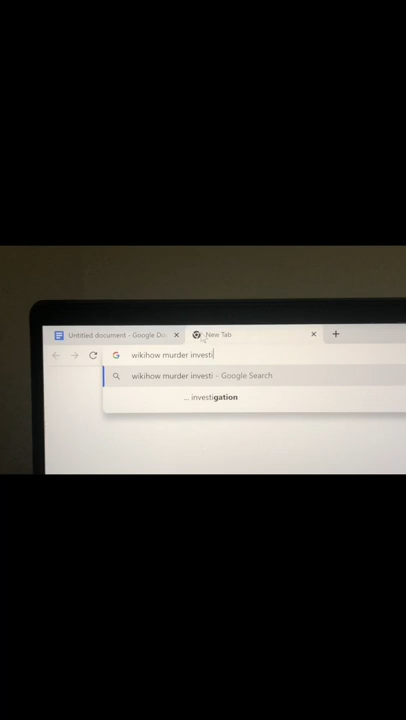 Untitled document - Google Do
New Tab
wikihow murder investi
wikihow murder investi - Google Search
... investigation